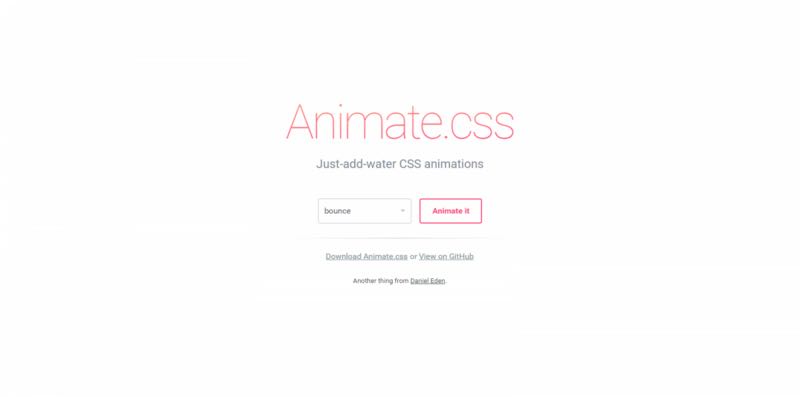 Animate.css
Just-add-water CSS animations
bounce
Animate it
Download Animate.css or View on GitHub
Another thing from Daniel Eden.